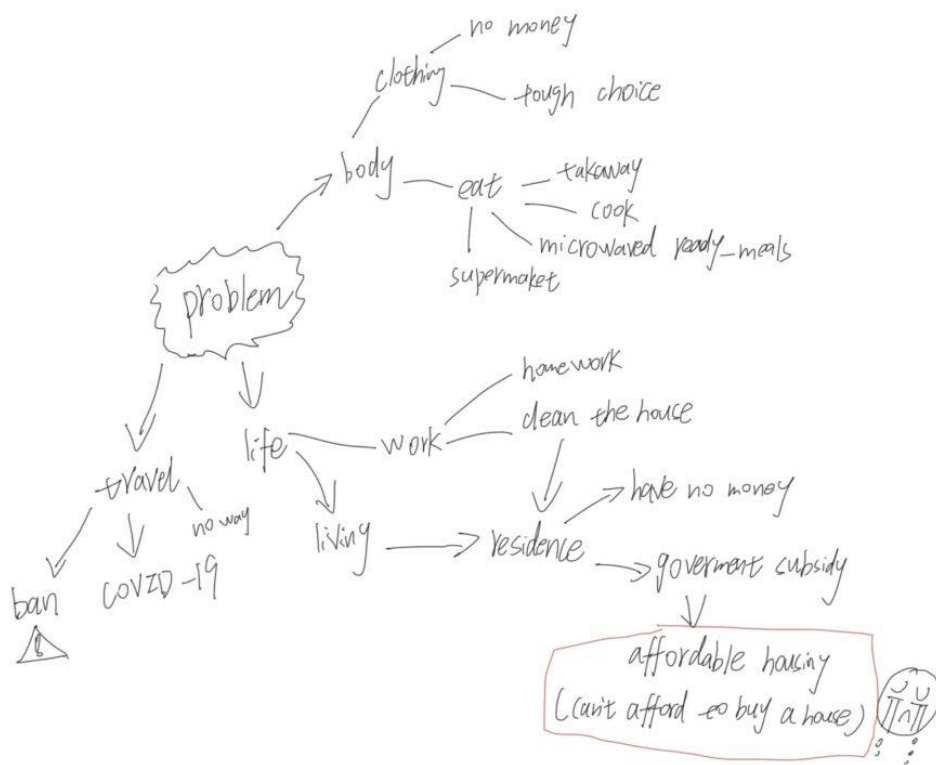 no money
clothing
tough choice
body
eat
takaway
cook
microwaved ready-meals
supermaket
problem
homework
clean the house
life
work
travel
no way
living
residence
have no money
goverment subsidy
ban
COVID-19
!
affordable housing
(can't afford to buy a house)